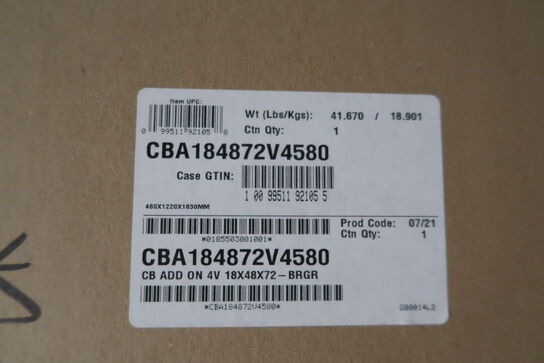 Item UPC:
0 99511 92105 8
Wt (Lbs/Kgs): 41.670 / 18.901
Ctn Qty: 1
CBA184872V4580
Case GTIN:
1 00 99511 92105 5
460X1220X1830MM
*0185503001001*
Prod Code: 07/21
Ctn Qty: 1
CBA184872V4580
CB ADD ON 4V 18X48X72-BRGR
*CBA184872V4580*
GB0014L2